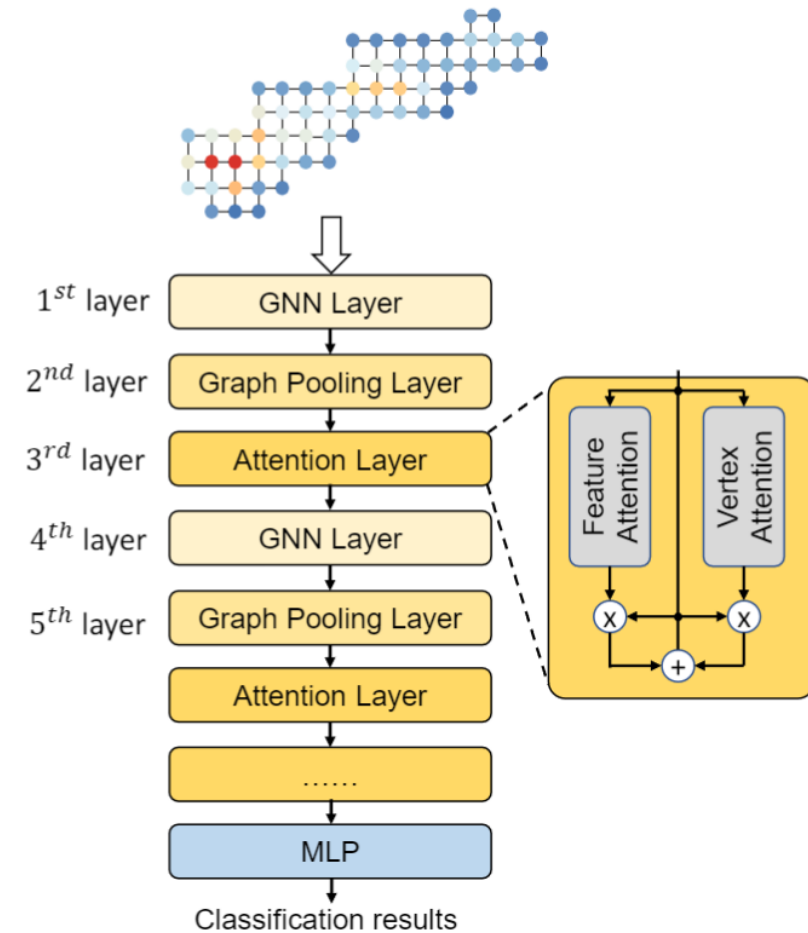 1st layer
GNN Layer
2nd layer
Graph Pooling Layer
3rd layer
Attention Layer
4th layer
GNN Layer
5th layer
Graph Pooling Layer
Attention Layer
......
MLP
Classification results
Feature
Attention
Vertex
Attention
x
x
+